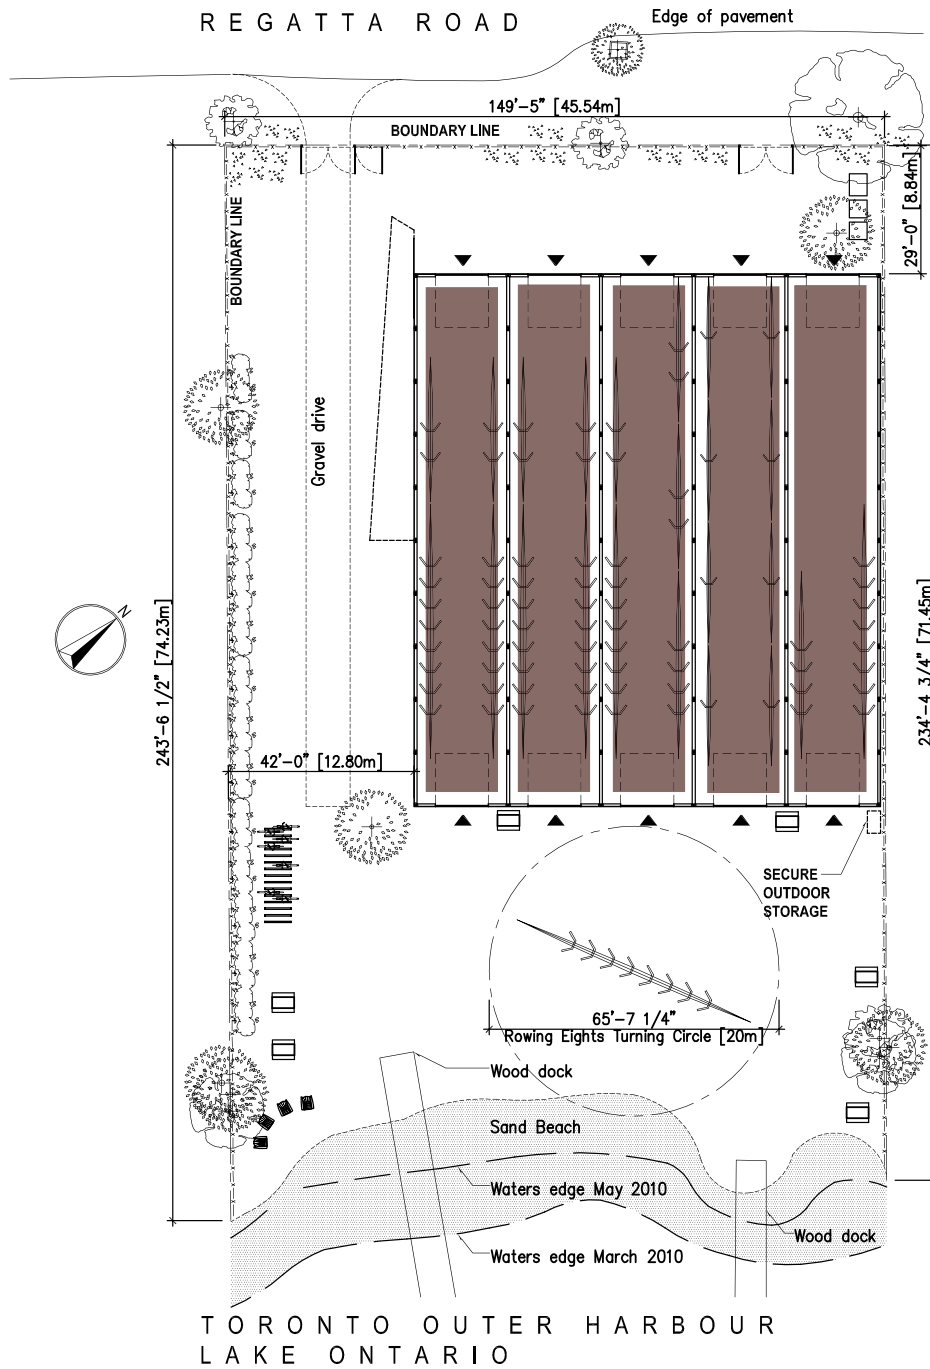 REGATTA ROAD
Edge of pavement
149'-5" [45.54m]
BOUNDARY LINE
BOUNDARY LINE
29'-0" [8.84m]
Gravel drive
N
243'-6 1/2" [74.23m]
234'-4 3/4" [71.45m]
42'-0" [12.80m]
SECURE
OUTDOOR
STORAGE
65'-7 1/4"
Rowing Eights Turning Circle [20m]
Wood dock
Sand Beach
Waters edge May 2010
Wood dock
Waters edge March 2010
TORONTO OUTER HARBOUR
LAKE ONTARIO